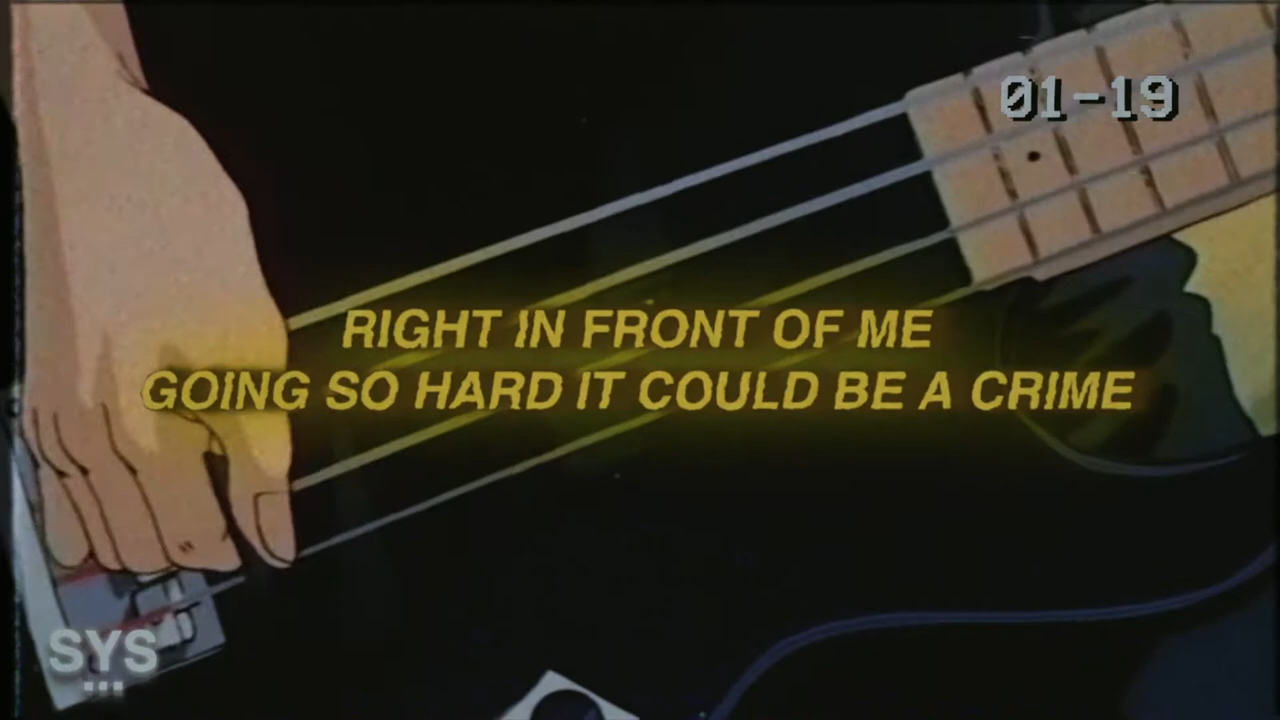 01-19
RIGHT IN FRONT OF ME
GOING SO HARD IT COULD BE A CRIME
SYS